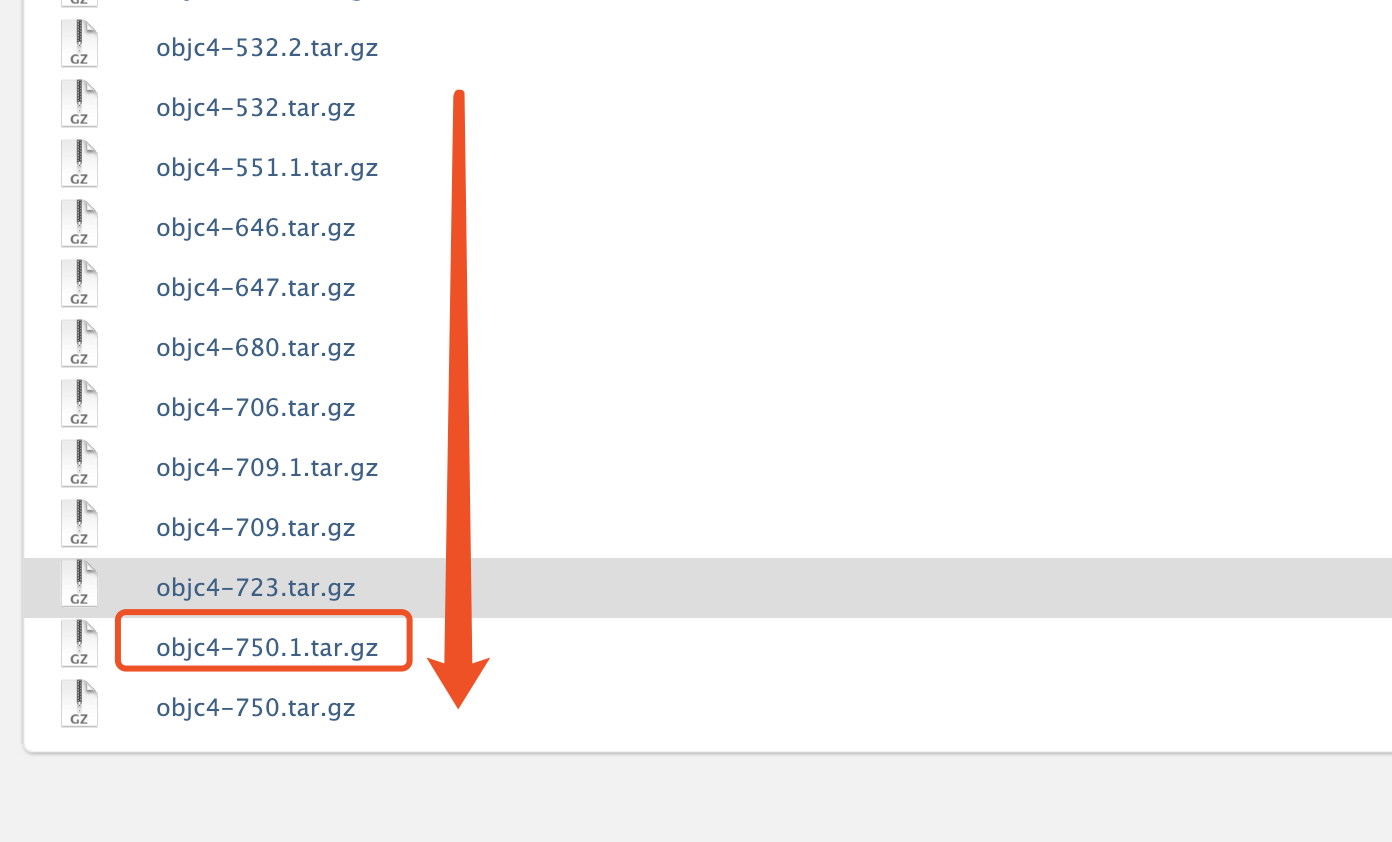 GZ
objc4-532.2.tar.gz
GZ
objc4-532.tar.gz
GZ
objc4-551.1.tar.gz
GZ
objc4-646.tar.gz
GZ
objc4-647.tar.gz
GZ
objc4-680.tar.gz
GZ
objc4-706.tar.gz
GZ
objc4-709.1.tar.gz
GZ
objc4-709.tar.gz
GZ
objc4-723.tar.gz
GZ
objc4-750.1.tar.gz
GZ
objc4-750.tar.gz
GZ